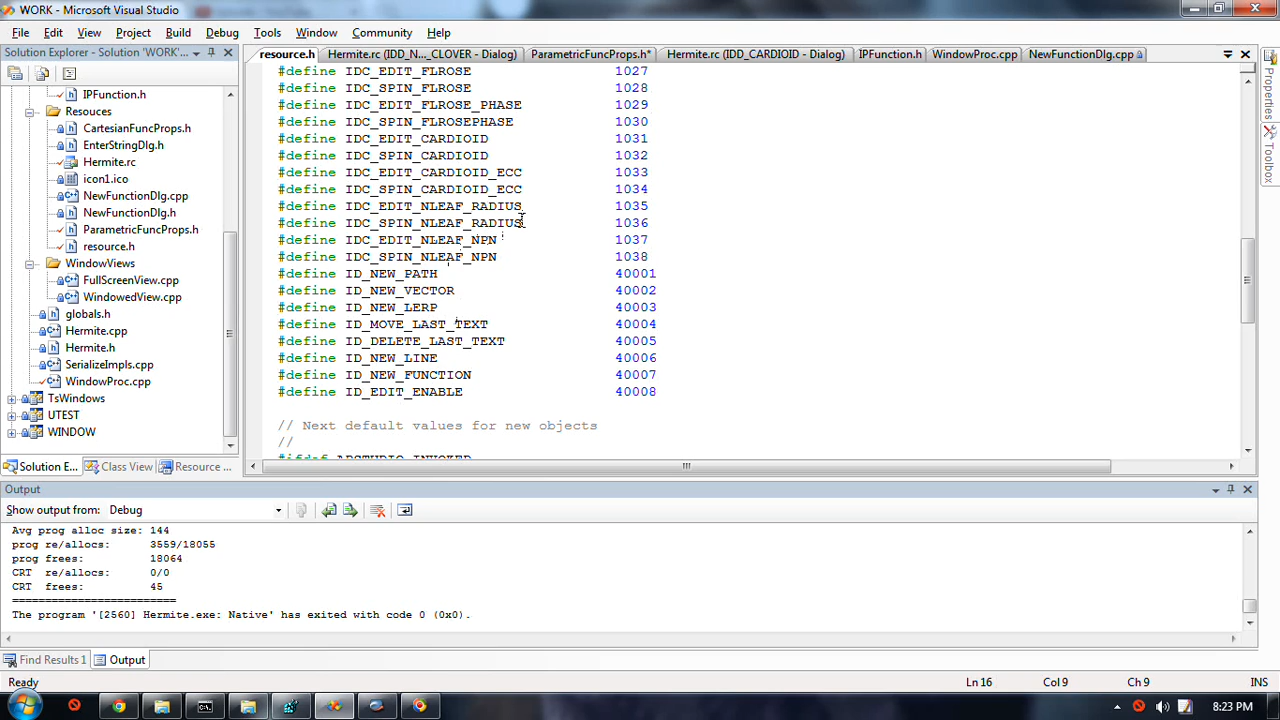 WORK - Microsoft Visual Studio
File Edit View Project Build Debug Tools Window Community Help
Solution Explorer - Solution 'WORK'...
resource.h Hermite.rc (IDD_N..._CLOVER - Dialog) ParametricFuncProps.h* Hermite.rc (IDD_CARDIOID - Dialog) IPFunction.h WindowProc.cpp NewFunctionDlg.cpp
IPFunction.h
Resouces
CartesianFuncProps.h
EnterStringDlg.h
Hermite.rc
icon1.ico
NewFunctionDlg.cpp
NewFunctionDlg.h
ParametricFuncProps.h
resource.h
WindowViews
FullScreenView.cpp
WindowedView.cpp
globals.h
Hermite.cpp
Hermite.h
SerializeImpls.cpp
WindowProc.cpp
TsWindows
UTEST
WINDOW
Solution E... Class View Resource ...
#define IDC_EDIT_FLROSE 1027
#define IDC_SPIN_FLROSE 1028
#define IDC_EDIT_FLROSE_PHASE 1029
#define IDC_SPIN_FLROSEPHASE 1030
#define IDC_EDIT_CARDIOID 1031
#define IDC_SPIN_CARDIOID 1032
#define IDC_EDIT_CARDIOID_ECC 1033
#define IDC_SPIN_CARDIOID_ECC 1034
#define IDC_EDIT_NLEAF_RADIUS 1035
#define IDC_SPIN_NLEAF_RADIUS 1036
#define IDC_EDIT_NLEAF_NPN 1037
#define IDC_SPIN_NLEAF_NPN 1038
#define ID_NEW_PATH 40001
#define ID_NEW_VECTOR 40002
#define ID_NEW_LERP 40003
#define ID_MOVE_LAST_TEXT 40004
#define ID_DELETE_LAST_TEXT 40005
#define ID_NEW_LINE 40006
#define ID_NEW_FUNCTION 40007
#define ID_EDIT_ENABLE 40008
// Next default values for new objects
//
#ifdef APSTUDIO_INVOKED
Properties
Toolbox
Output
Show output from: Debug
Avg prog alloc size: 144
prog re/allocs: 3559/18055
prog frees: 18064
CRT re/allocs: 0/0
CRT frees: 45
=========================
The program '[2560] Hermite.exe: Native' has exited with code 0 (0x0).
Find Results 1 Output
Ready Ln 16 Col 9 Ch 9 INS
8:23 PM